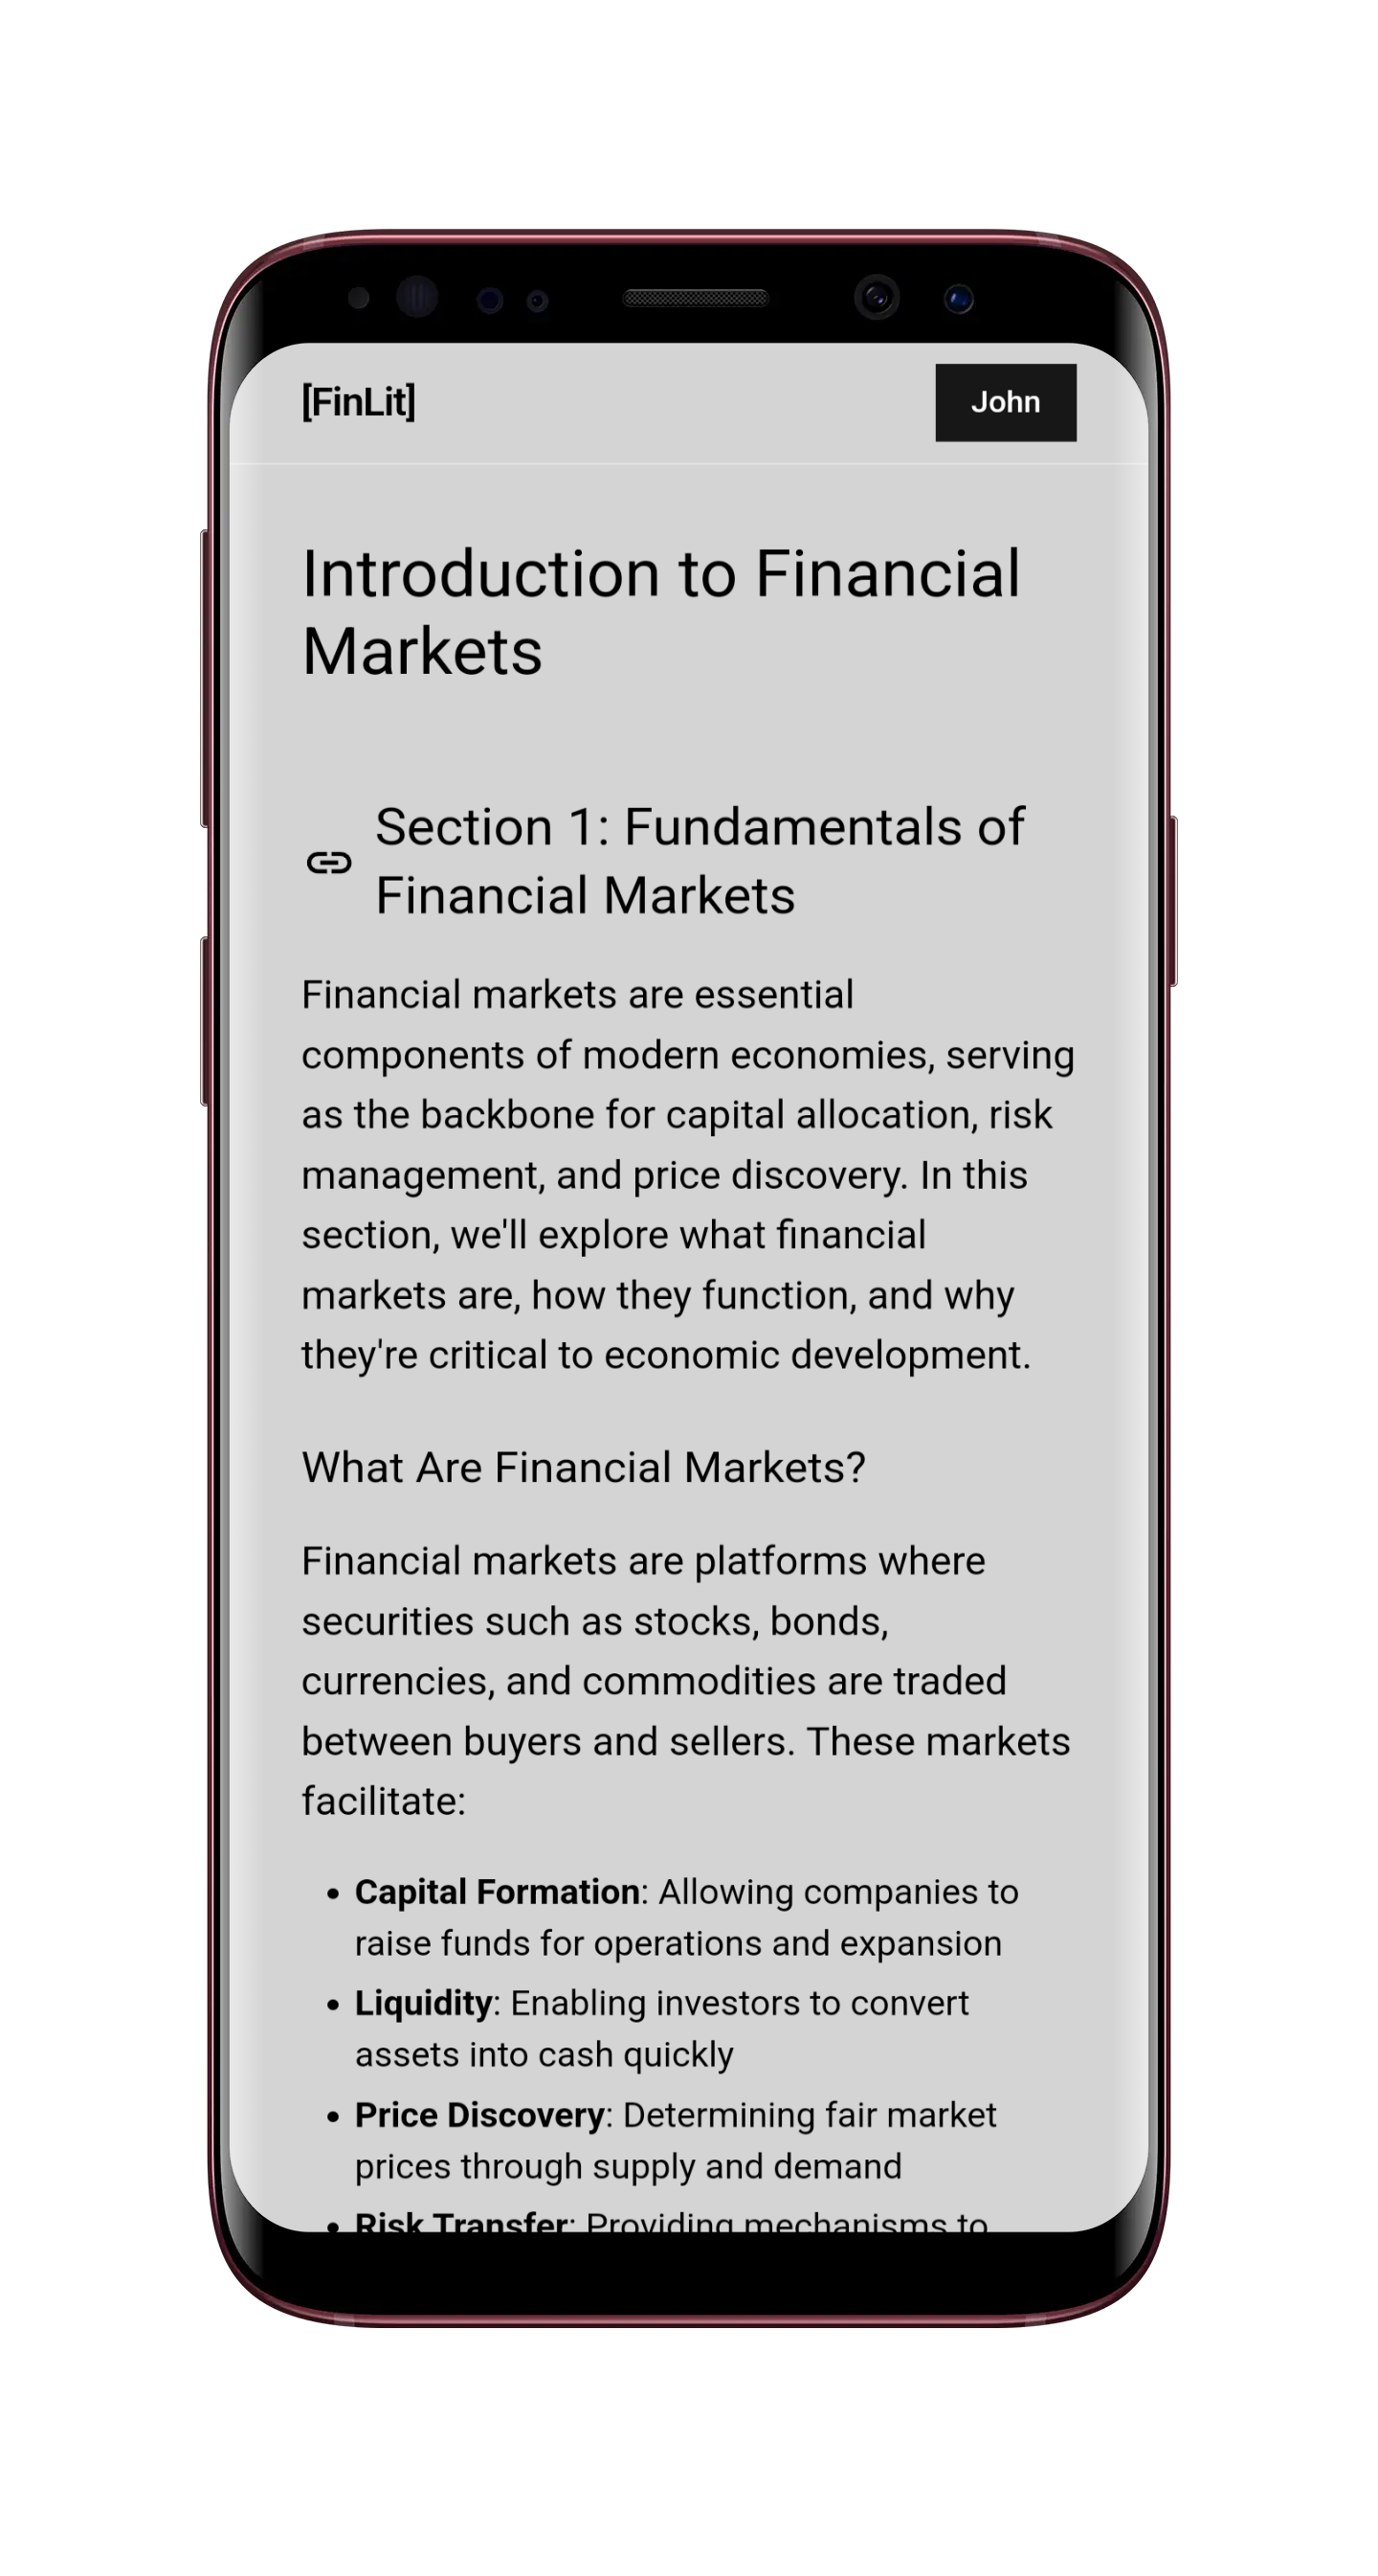 [FinLit]
John
Introduction to Financial
Markets
Section 1: Fundamentals of
Financial Markets
Financial markets are essential
components of modern economies, serving
as the backbone for capital allocation, risk
management, and price discovery. In this
section, we'll explore what financial
markets are, how they function, and why
they're critical to economic development.
What Are Financial Markets?
Financial markets are platforms where
securities such as stocks, bonds,
currencies, and commodities are traded
between buyers and sellers. These markets
facilitate:
• Capital Formation: Allowing companies to
raise funds for operations and expansion
• Liquidity: Enabling investors to convert
assets into cash quickly
• Price Discovery: Determining fair market
prices through supply and demand
• Risk Transfer: Providing mechanisms to